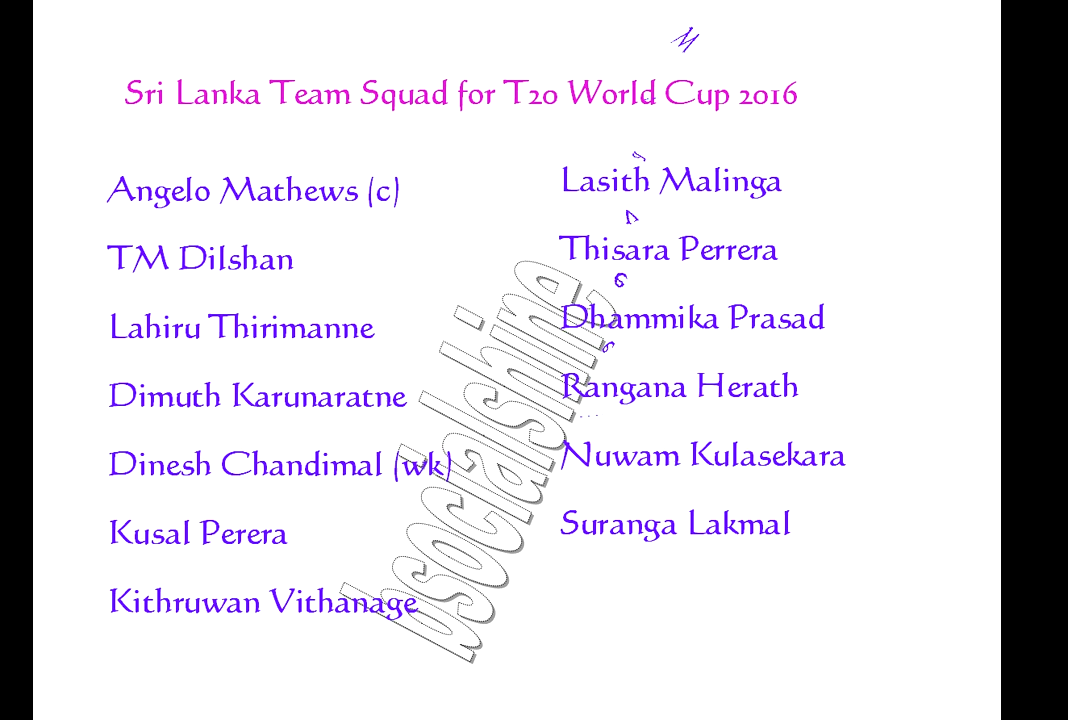 Sri Lanka Team Squad for T20 World Cup 2016
Angelo Mathews (c)
TM Dilshan
Lahiru Thirimanne
Dimuth Karunaratne
Dinesh Chandimal (wk)
Kusal Perera
Kithruwan Vithanage
Lasith Malinga
Thisara Perrera
Dhammika Prasad
Rangana Herath
Nuwam Kulasekara
Suranga Lakmal
bsocialshine